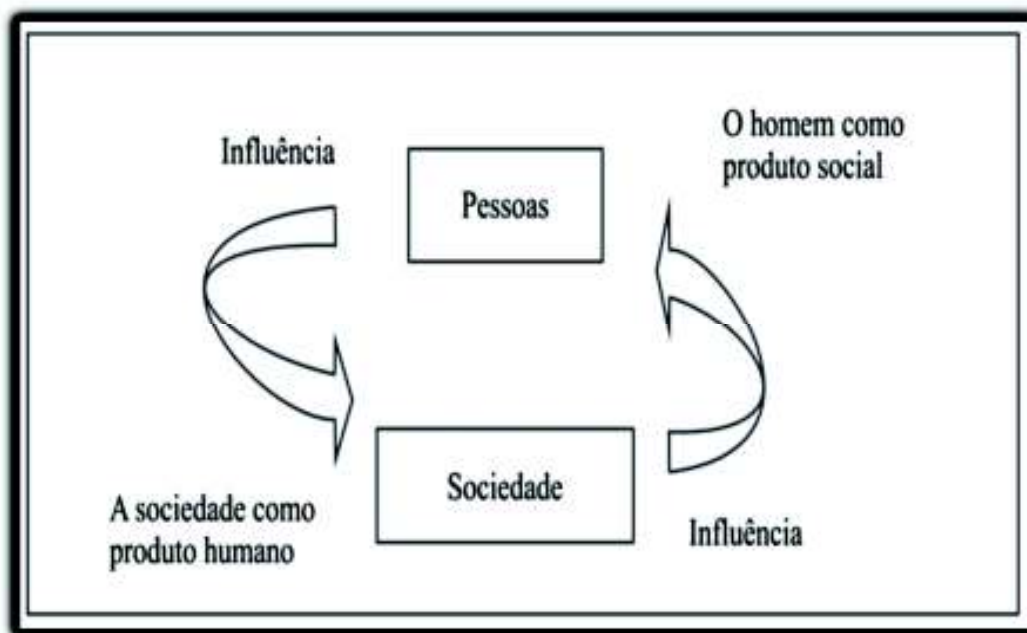 Influência
Pessoas
O homem como
produto social
A sociedade como
produto humano
Sociedade
Influência